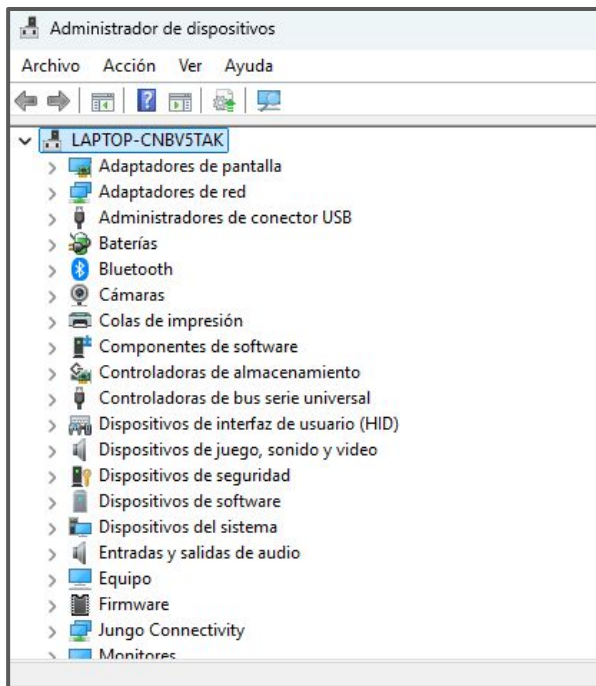 Administrador de dispositivos
Archivo Acción Ver Ayuda
LAPTOP-CNBV5TAK
Adaptadores de pantalla
Adaptadores de red
Administradores de conector USB
Baterías
Bluetooth
Cámaras
Colas de impresión
Componentes de software
Controladoras de almacenamiento
Controladoras de bus serie universal
Dispositivos de interfaz de usuario (HID)
Dispositivos de juego, sonido y video
Dispositivos de seguridad
Dispositivos de software
Dispositivos del sistema
Entradas y salidas de audio
Equipo
Firmware
Jungo Connectivity
Monitores